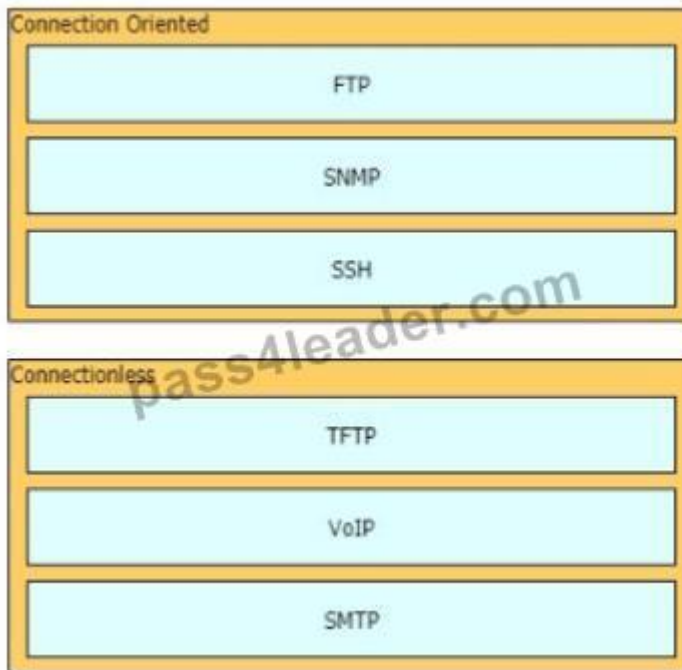 Connection Oriented
FTP
SNMP
SSH
pass4leader.com
Connectionless
TFTP
VoIP
SMTP